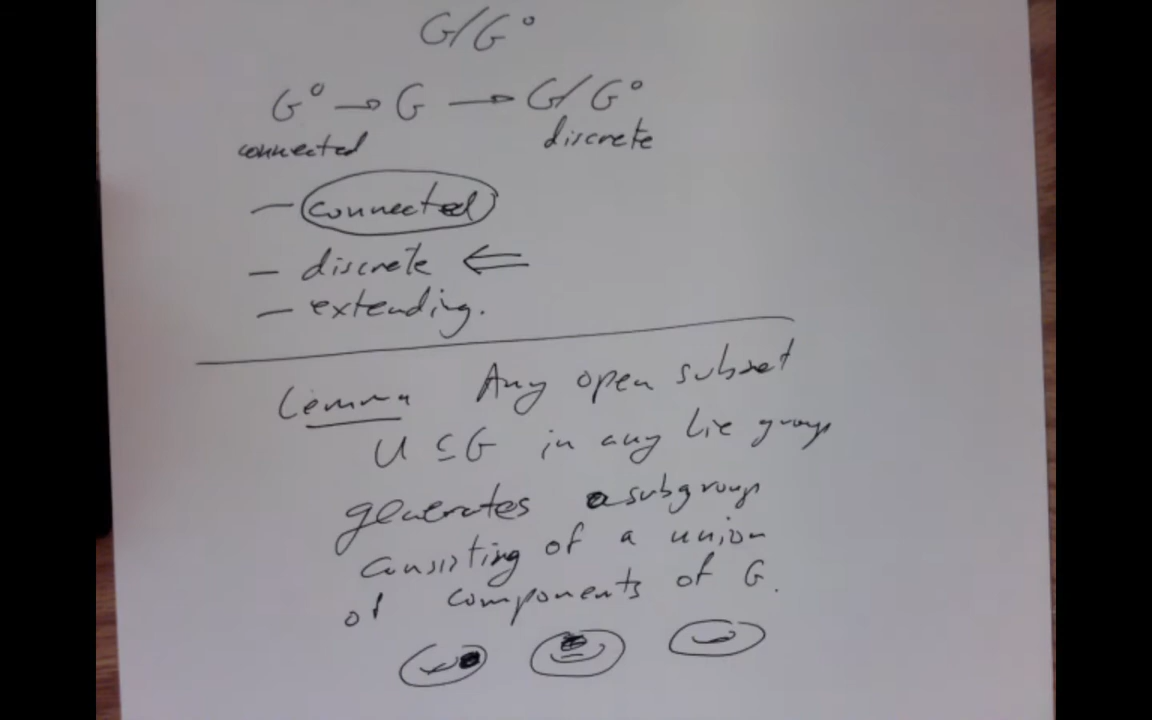 G/G°
G° → G → G/G°
connected discrete
– connected
– discrete ⇐
– extending.
Lemma Any open subset
U ⊆ G in any Lie group
generates a subgroup
consisting of a union
of components of G.